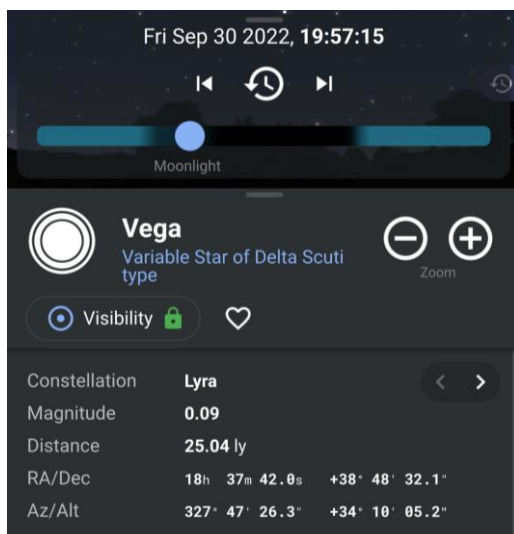 Fri Sep 30 2022, 19:57:15
Moonlight
Vega
Variable Star of Delta Scuti
type
Zoom
Visibility
Constellation Lyra
Magnitude 0.09
Distance 25.04 ly
RA/Dec 18h 37m 42.0s +38° 48' 32.1"
Az/Alt 327° 47' 26.3" +34° 10' 05.2"